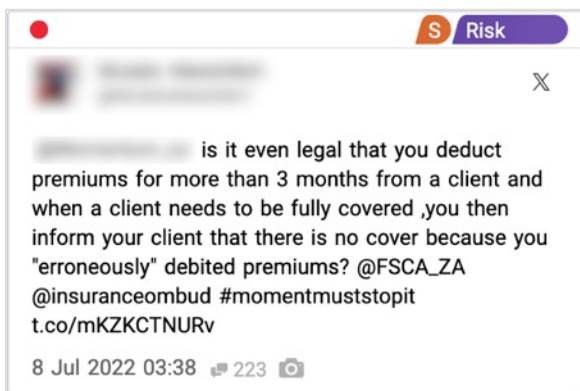 S Risk
𝕏
is it even legal that you deduct
premiums for more than 3 months from a client and
when a client needs to be fully covered ,you then
inform your client that there is no cover because you
"erroneously" debited premiums? @FSCA_ZA
@insuranceombud #momentmuststopit
t.co/mKZKCTNURv
8 Jul 2022 03:38 223